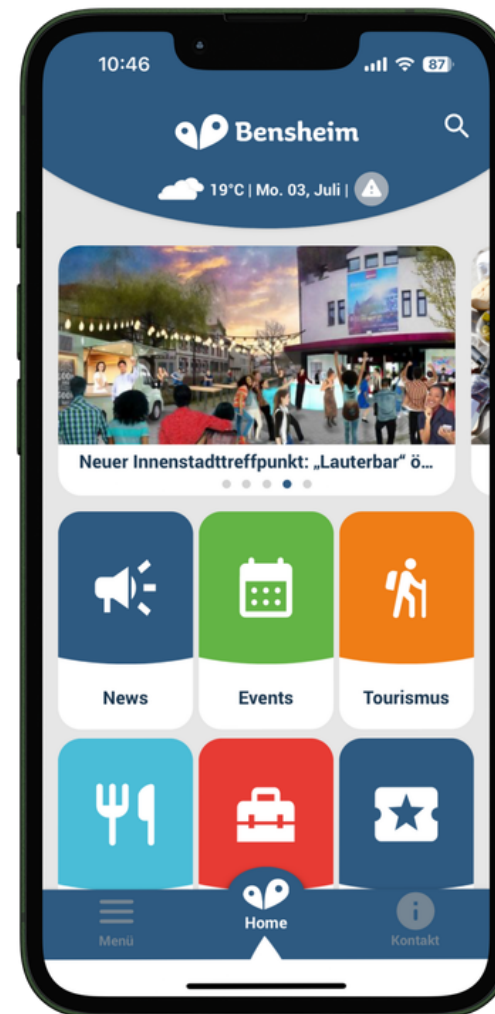 10:46
87
Bensheim
19°C | Mo. 03, Juli |
Neuer Innenstadttreffpunkt: „Lauterbar“ ö...
News
Events
Tourismus
Menü
Home
Kontakt